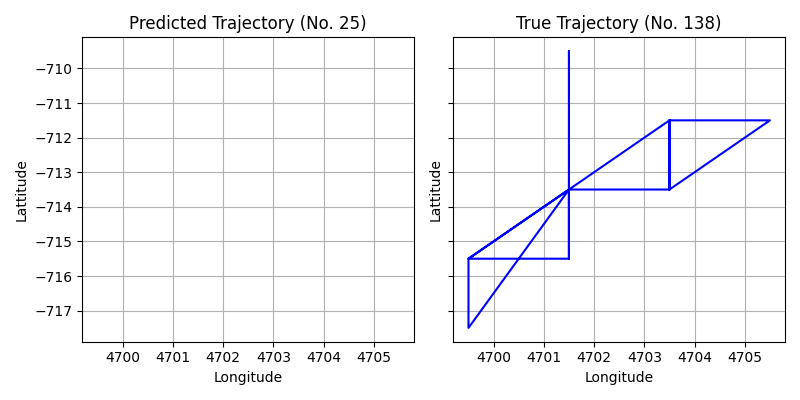 Predicted Trajectory (No. 25)
Lattitude
−710
−711
−712
−713
−714
−715
−716
−717
4700 4701 4702 4703 4704 4705
Longitude
True Trajectory (No. 138)
Lattitude
4700 4701 4702 4703 4704 4705
Longitude